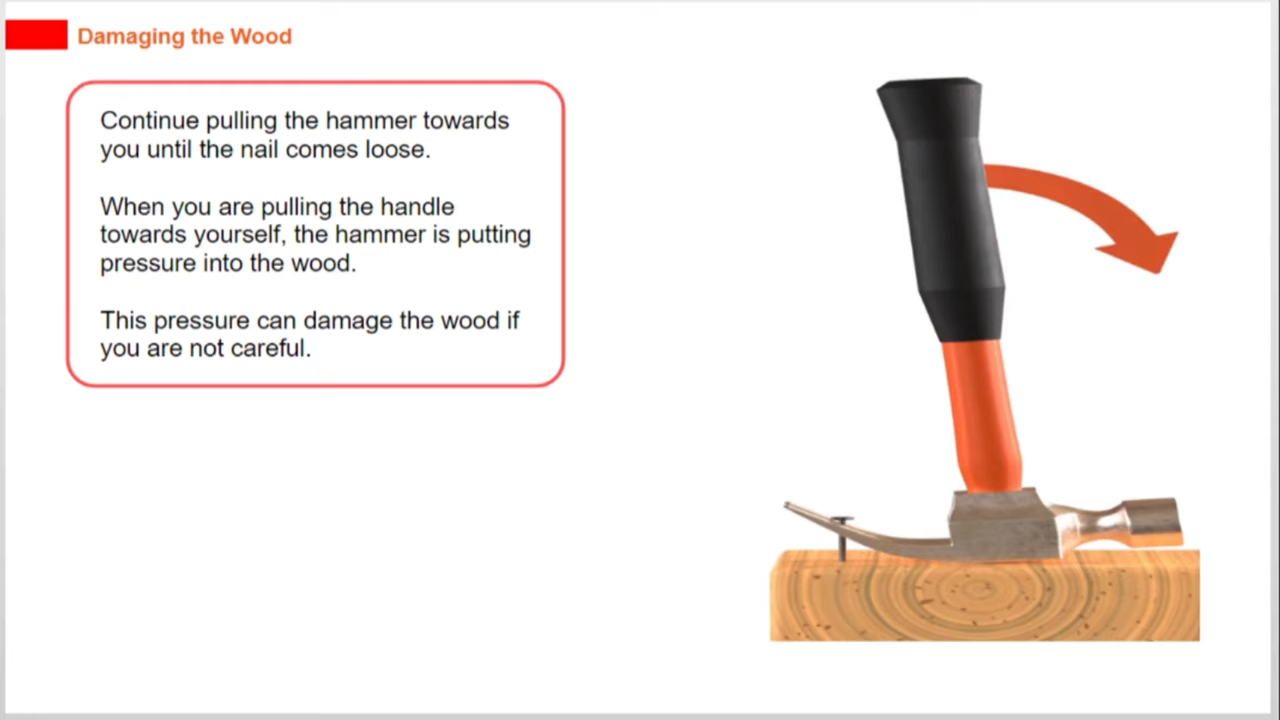 Damaging the Wood
Continue pulling the hammer towards
you until the nail comes loose.
When you are pulling the handle
towards yourself, the hammer is putting
pressure into the wood.
This pressure can damage the wood if
you are not careful.